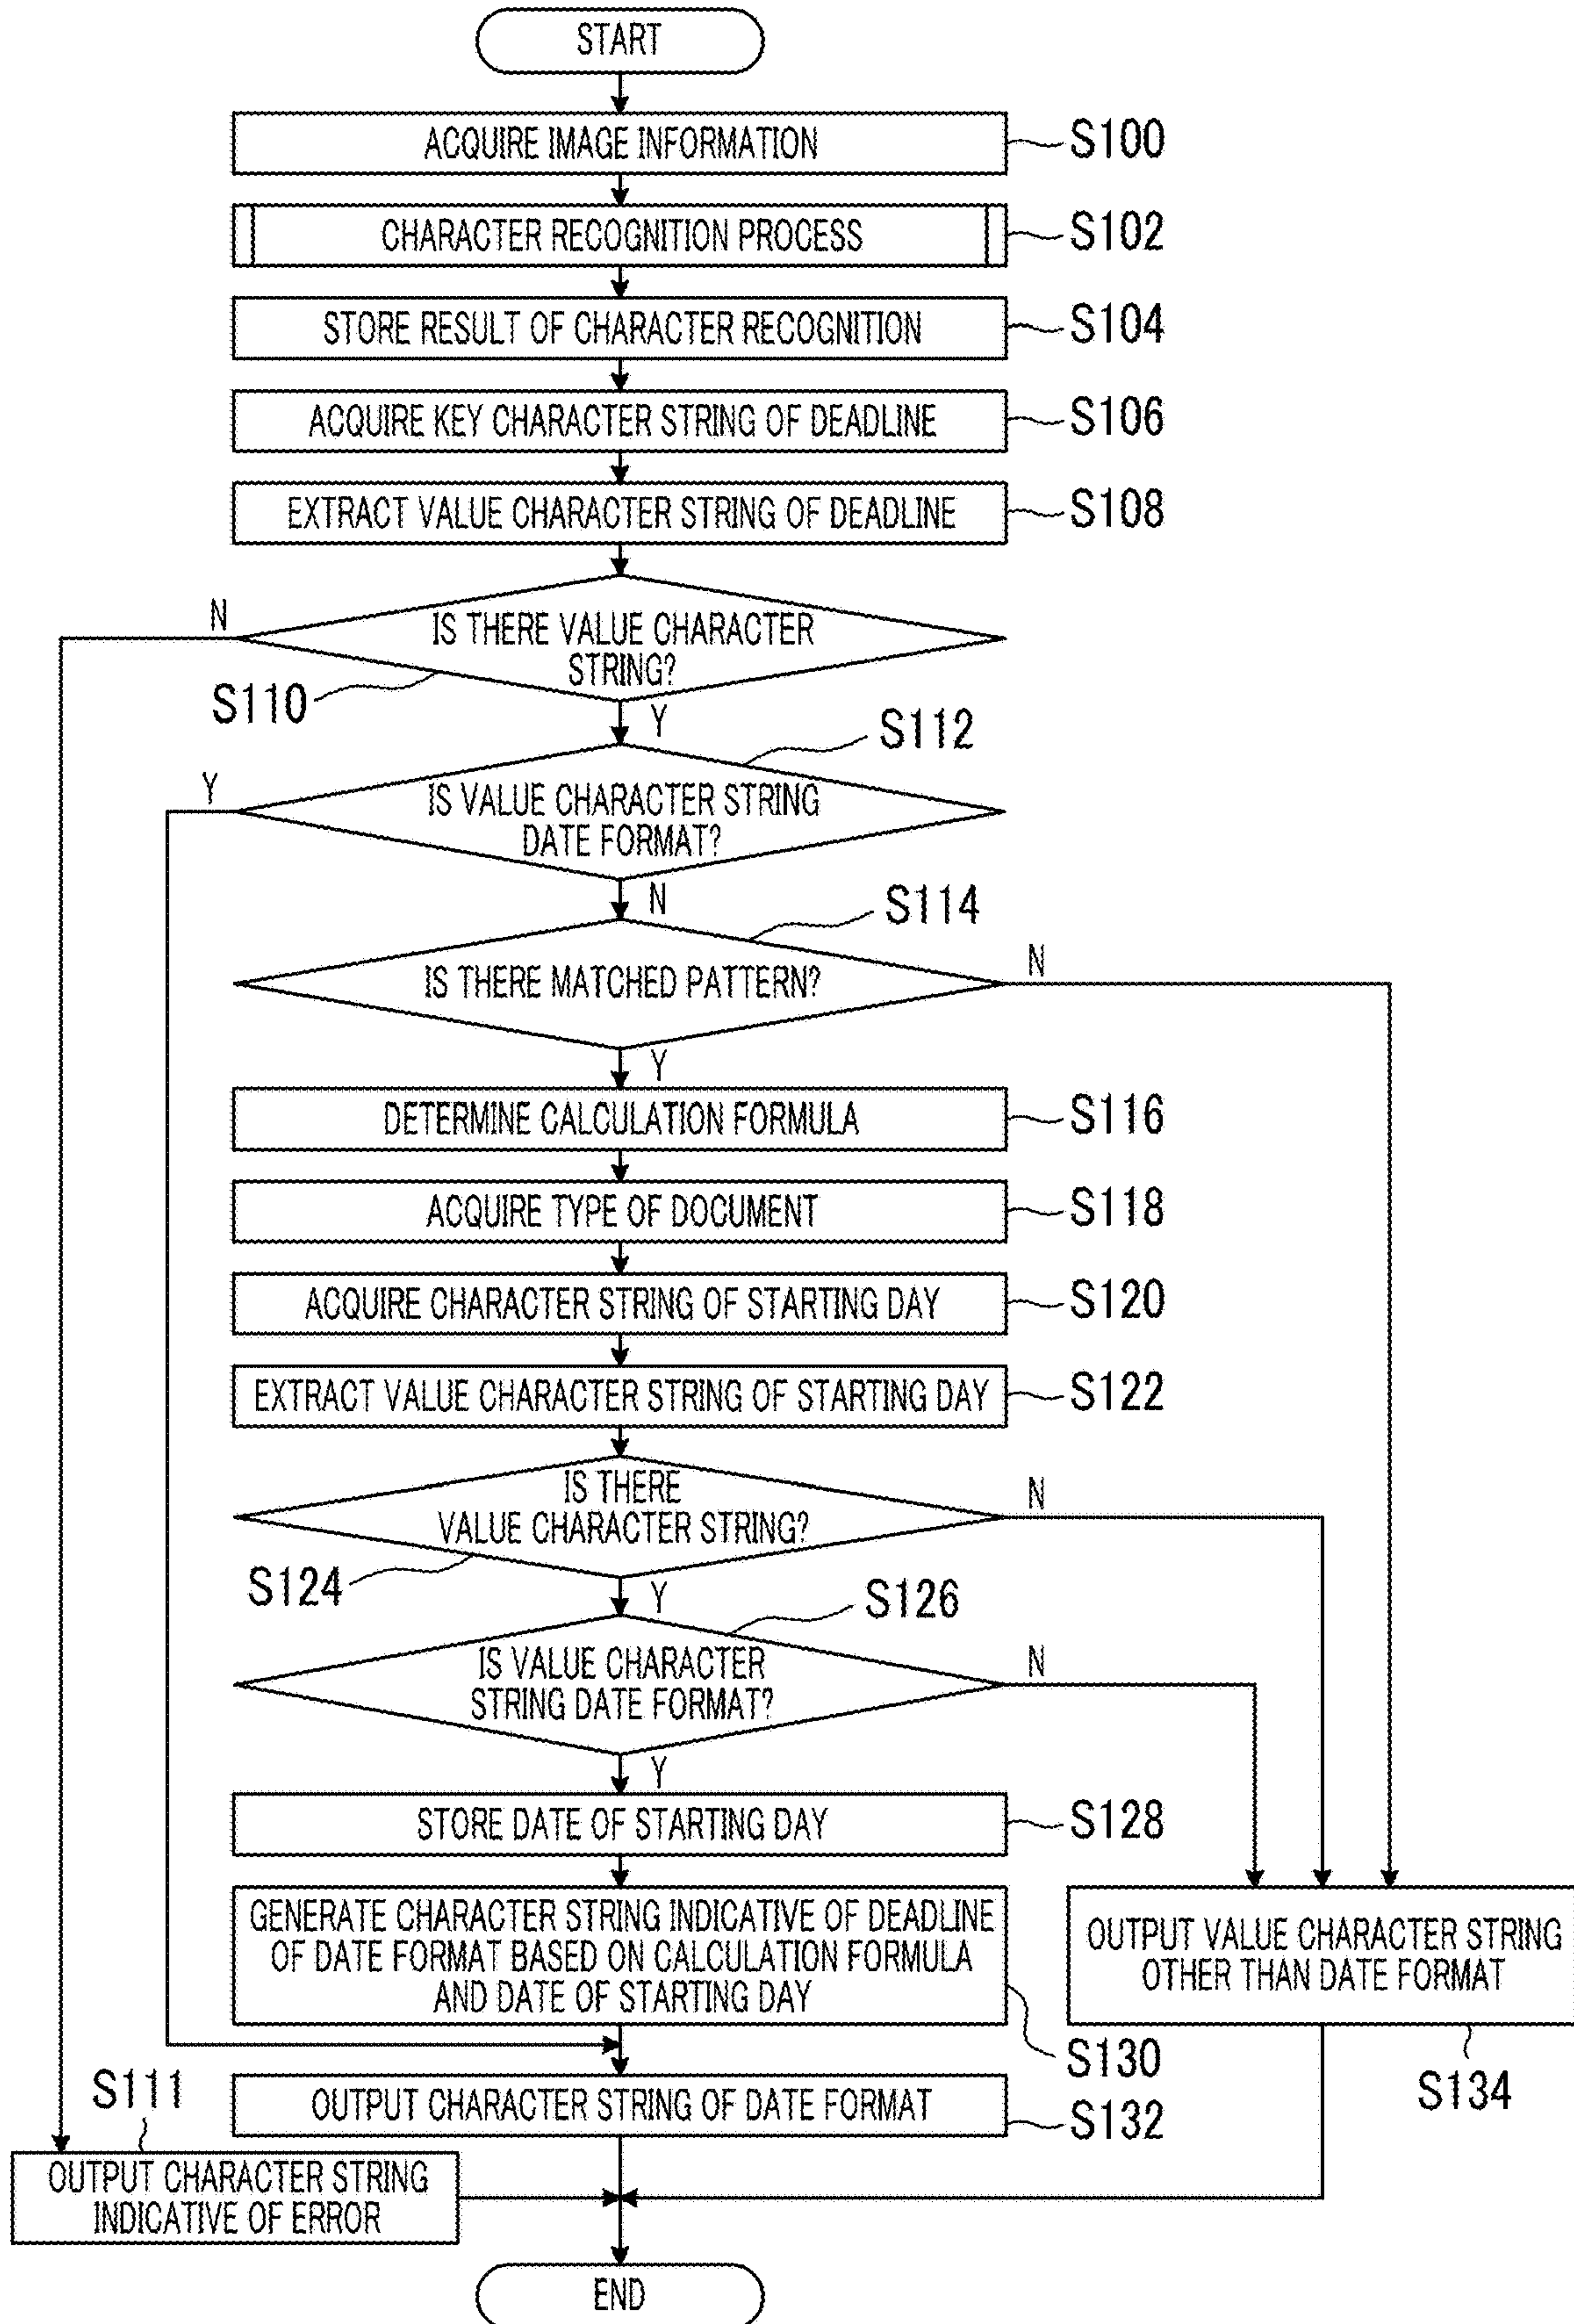 START
ACQUIRE IMAGE INFORMATION
S100
CHARACTER RECOGNITION PROCESS
S102
STORE RESULT OF CHARACTER RECOGNITION
S104
ACQUIRE KEY CHARACTER STRING OF DEADLINE
S106
EXTRACT VALUE CHARACTER STRING OF DEADLINE
S108
N
IS THERE VALUE CHARACTER
STRING?
S110
Y
S112
Y
IS VALUE CHARACTER STRING
DATE FORMAT?
N
S114
IS THERE MATCHED PATTERN?
N
Y
DETERMINE CALCULATION FORMULA
S116
ACQUIRE TYPE OF DOCUMENT
S118
ACQUIRE CHARACTER STRING OF STARTING DAY
S120
EXTRACT VALUE CHARACTER STRING OF STARTING DAY
S122
IS THERE
VALUE CHARACTER STRING?
N
S124
Y
S126
IS VALUE CHARACTER
STRING DATE FORMAT?
N
Y
STORE DATE OF STARTING DAY
S128
GENERATE CHARACTER STRING INDICATIVE OF DEADLINE
OF DATE FORMAT BASED ON CALCULATION FORMULA
AND DATE OF STARTING DAY
S130
OUTPUT VALUE CHARACTER STRING
OTHER THAN DATE FORMAT
S134
OUTPUT CHARACTER STRING OF DATE FORMAT
S132
S111
OUTPUT CHARACTER STRING
INDICATIVE OF ERROR
END